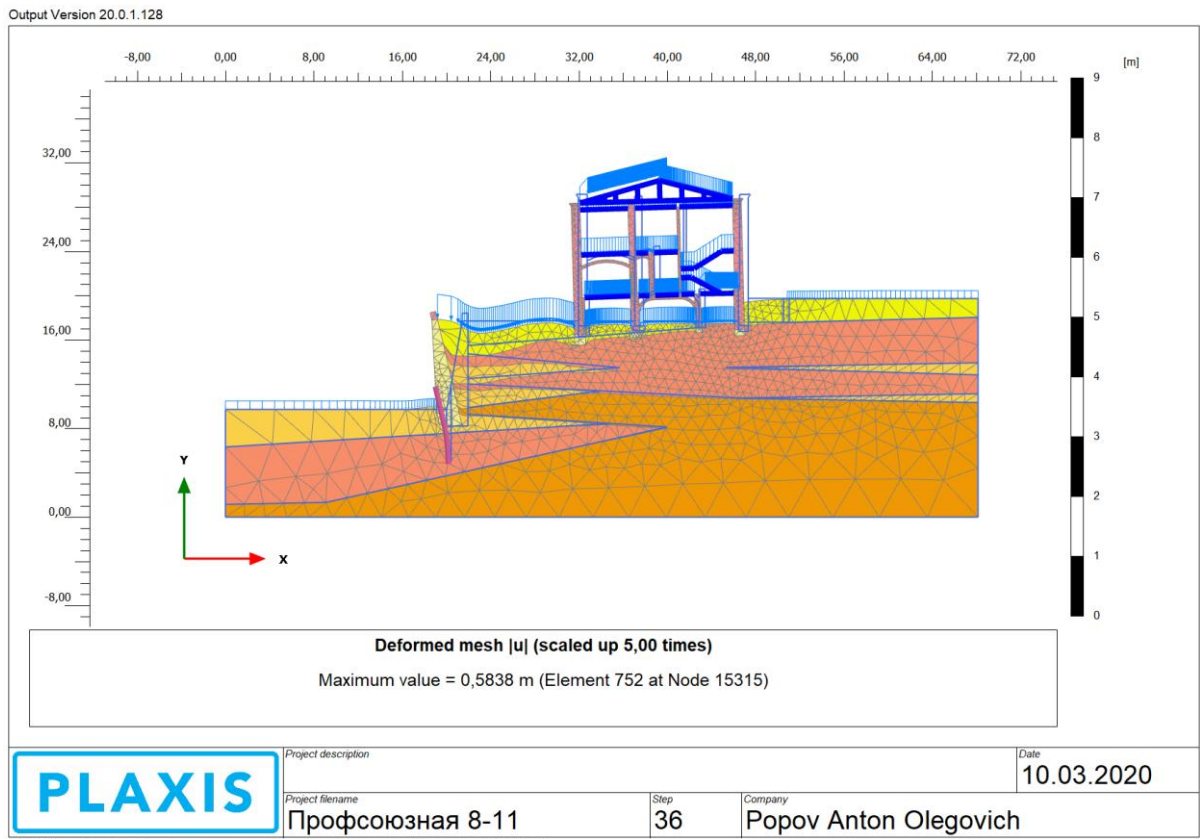 Output Version 20.0.1.128
-8,00 0,00 8,00 16,00 24,00 32,00 40,00 48,00 56,00 64,00 72,00
[m]
9
8
7
6
5
4
3
2
1
0
32,00
24,00
16,00
8,00
0,00
-8,00
Y
X
Deformed mesh |u| (scaled up 5,00 times)
Maximum value = 0,5838 m (Element 752 at Node 15315)
PLAXIS
Project description
Date
10.03.2020
Project filename
Профсоюзная 8-11
Step
36
Company
Popov Anton Olegovich